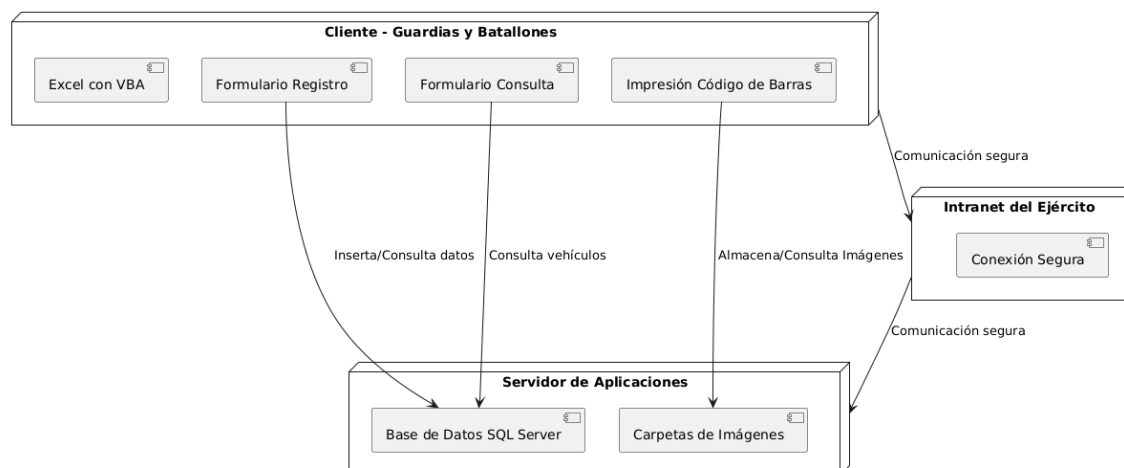 Cliente - Guardias y Batallones
Excel con VBA
Formulario Registro
Formulario Consulta
Impresión Código de Barras
Comunicación segura
Intranet del Ejército
Conexión Segura
Inserta/Consulta datos
Consulta vehículos
Almacena/Consulta Imágenes
Comunicación segura
Servidor de Aplicaciones
Base de Datos SQL Server
Carpetas de Imágenes